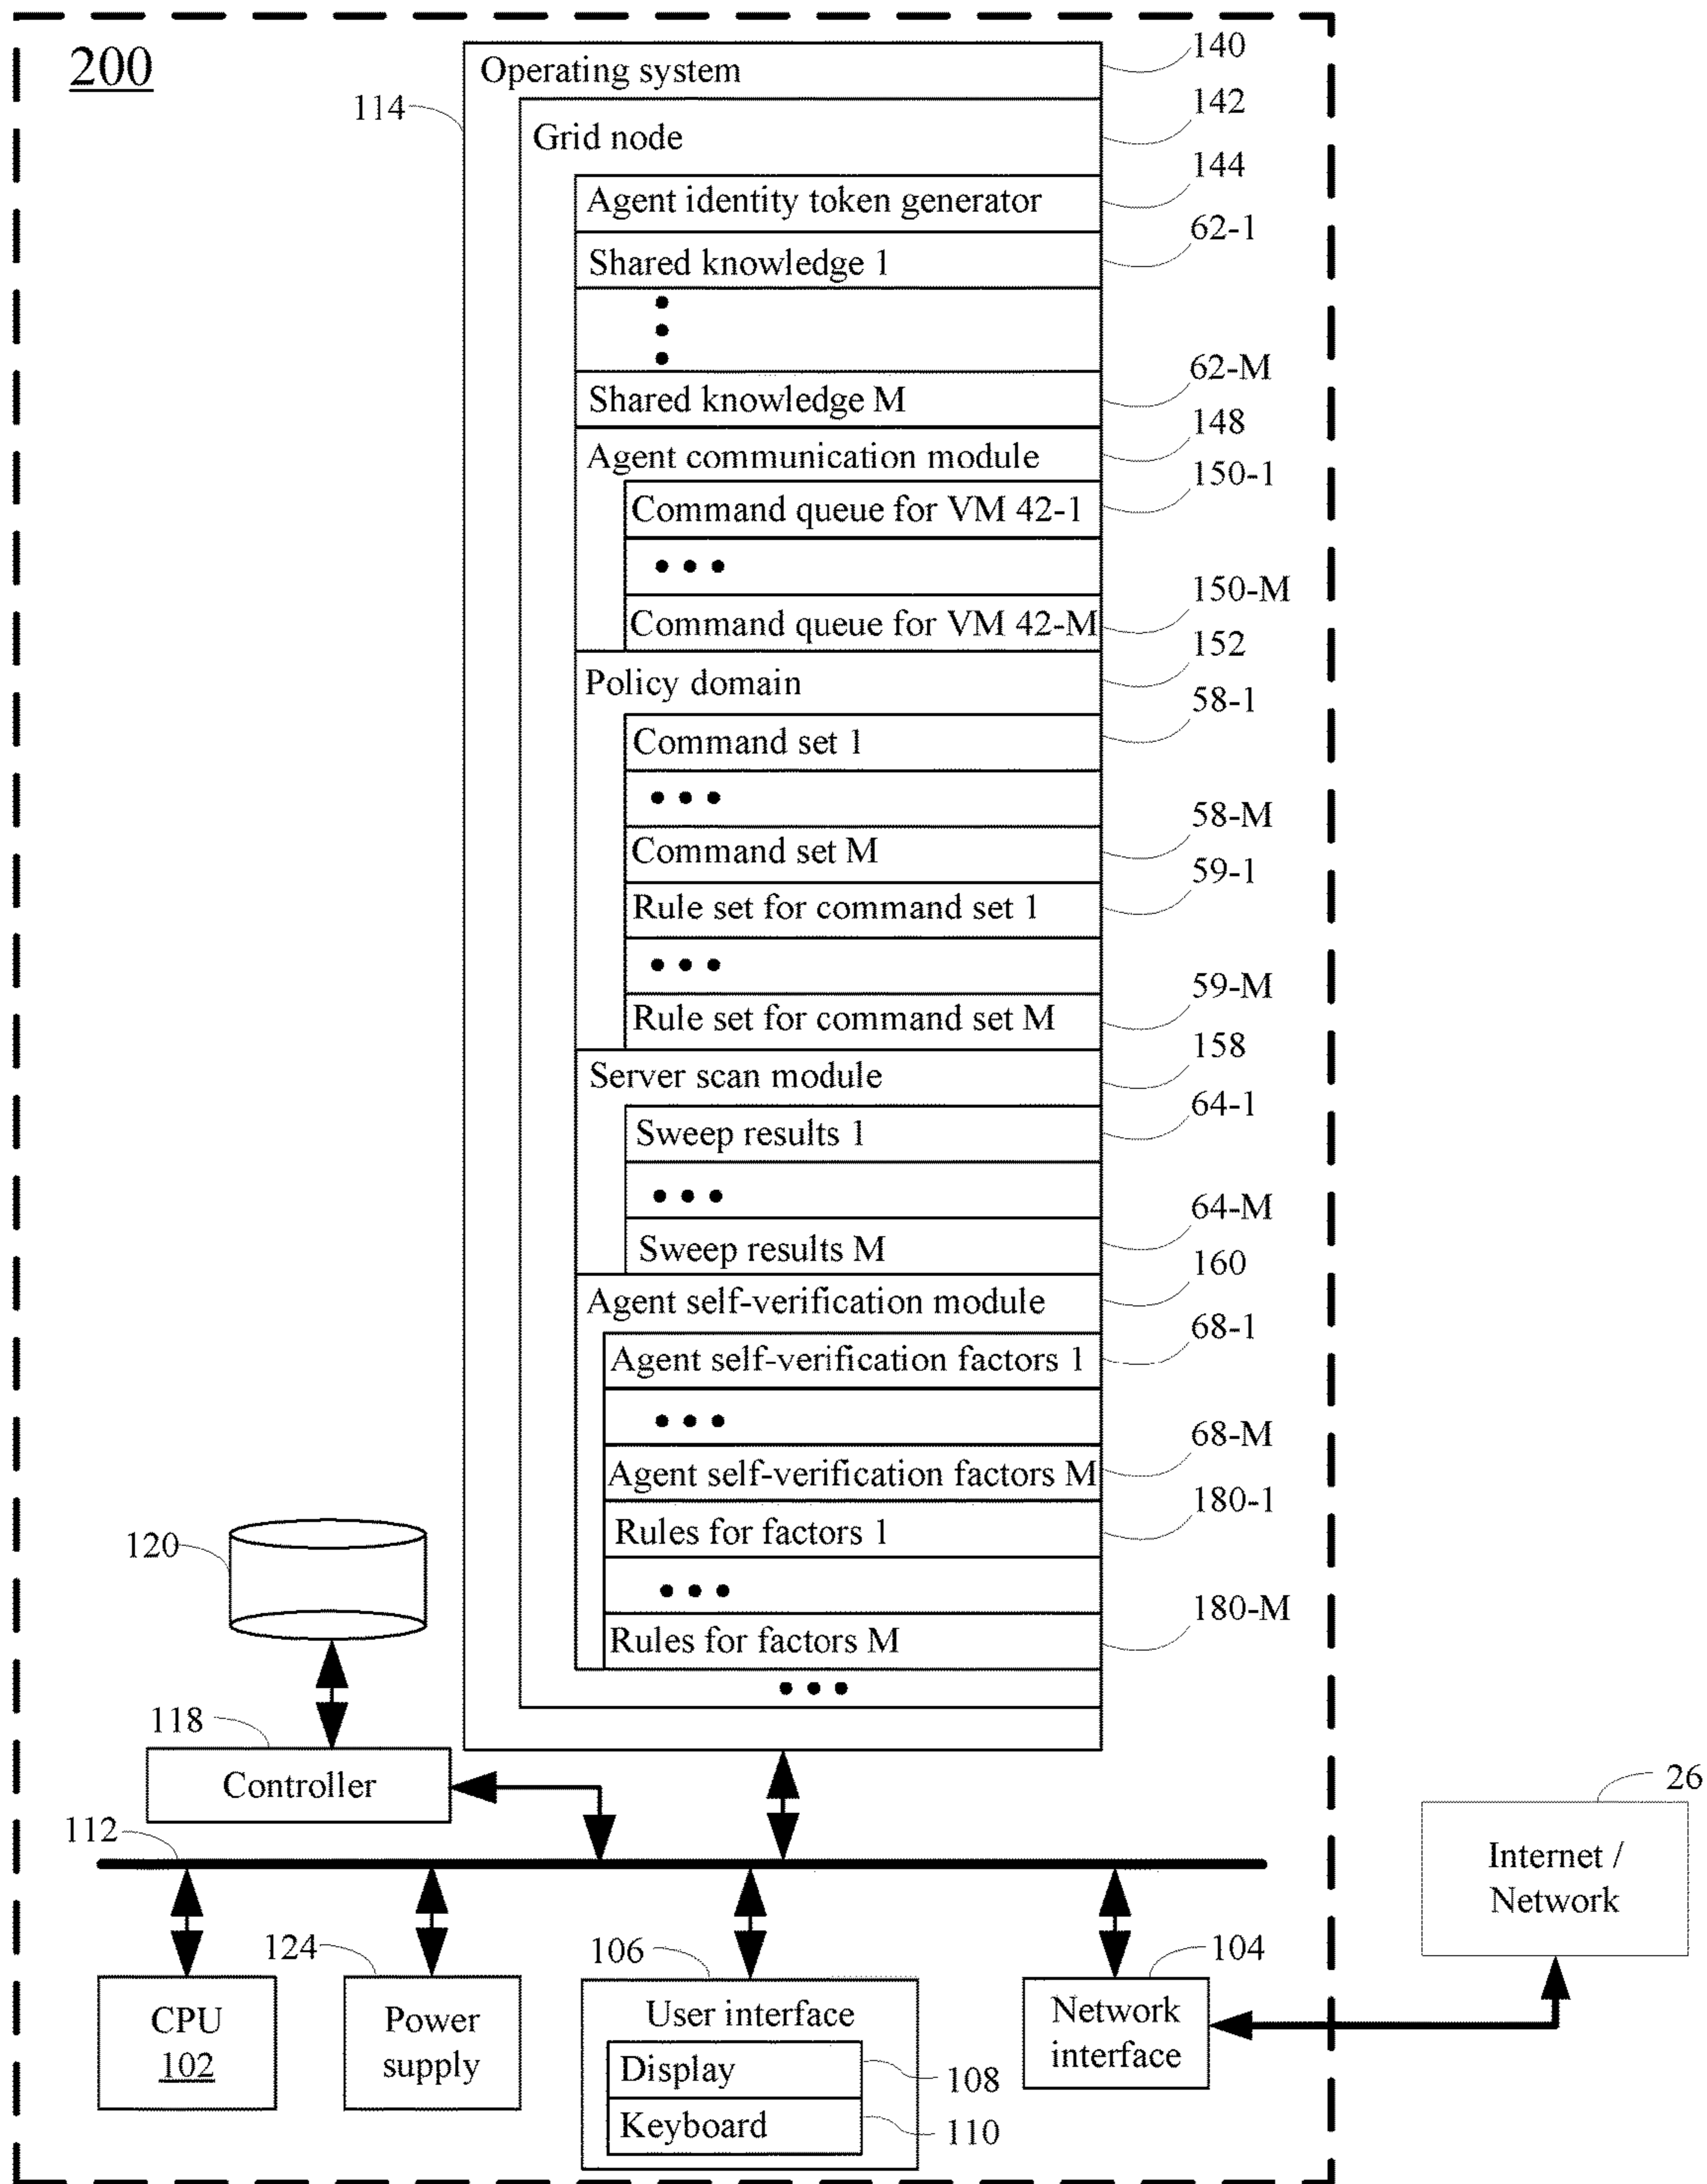 200
114
Operating system
140
Grid node
142
Agent identity token generator
144
Shared knowledge 1
62-1
Shared knowledge M
62-M
Agent communication module
148
Command queue for VM 42-1
150-1
Command queue for VM 42-M
150-M
Policy domain
152
Command set 1
58-1
Command set M
58-M
Rule set for command set 1
59-1
Rule set for command set M
59-M
Server scan module
158
Sweep results 1
64-1
Sweep results M
64-M
Agent self-verification module
160
Agent self-verification factors 1
68-1
Agent self-verification factors M
68-M
Rules for factors 1
180-1
Rules for factors M
180-M
120
118
Controller
112
26
Internet /
Network
CPU
102
124
Power
supply
106
User interface
Display
108
Keyboard
110
104
Network
interface